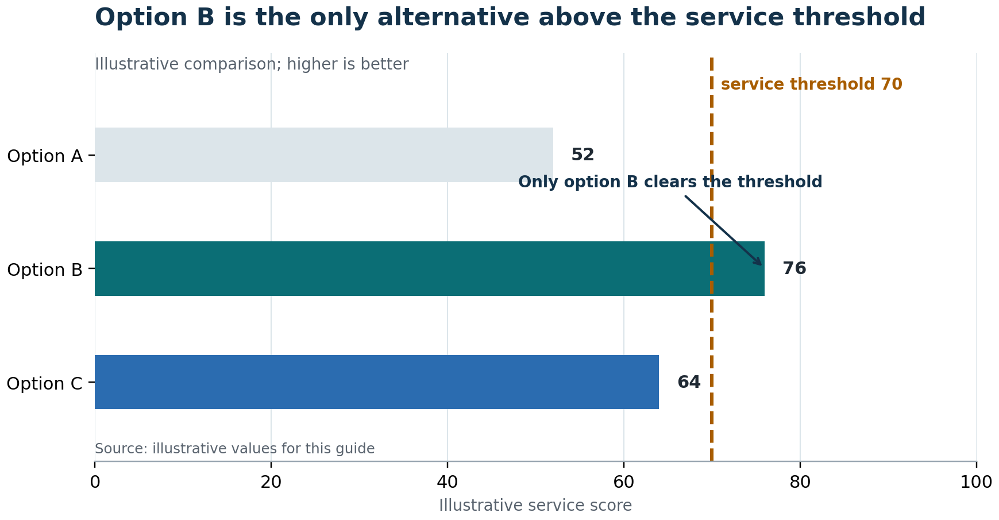 Option B is the only alternative above the service threshold
Illustrative comparison; higher is better
service threshold 70
Option A
52
Only option B clears the threshold
Option B
76
Option C
64
Source: illustrative values for this guide
0 20 40 60 80 100
Illustrative service score